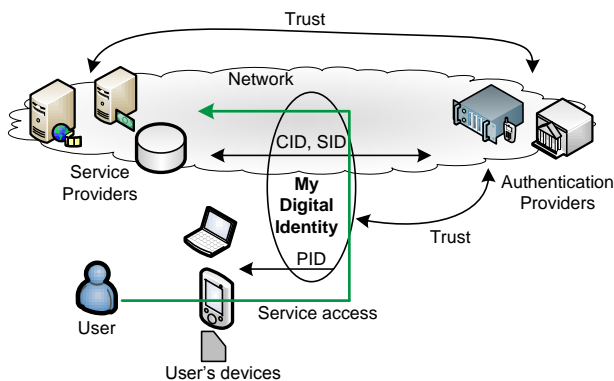 Trust
Network
CID, SID
Service
Providers
My
Digital
Identity
Authentication
Providers
Trust
PID
Service access
User
User's devices